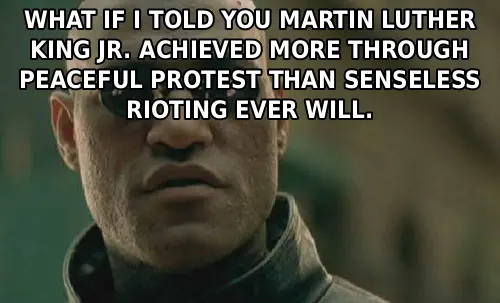 WHAT IF I TOLD YOU MARTIN LUTHER
KING JR. ACHIEVED MORE THROUGH
PEACEFUL PROTEST THAN SENSELESS
RIOTING EVER WILL.